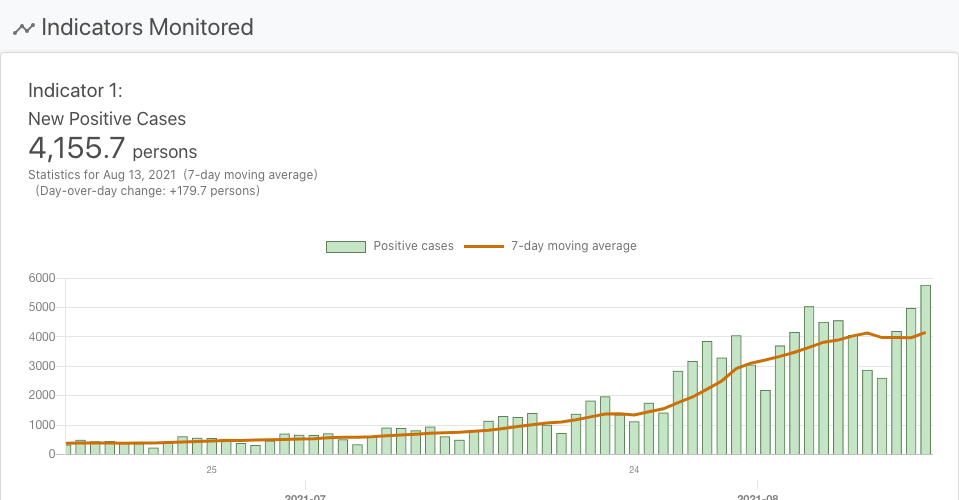 Indicators Monitored
Indicator 1:
New Positive Cases
4,155.7 persons
Statistics for Aug 13, 2021 (7-day moving average)
(Day-over-day change: +179.7 persons)
Positive cases 7-day moving average
6000
5000
4000
3000
2000
1000
0
25 24
2021-07 2021-08